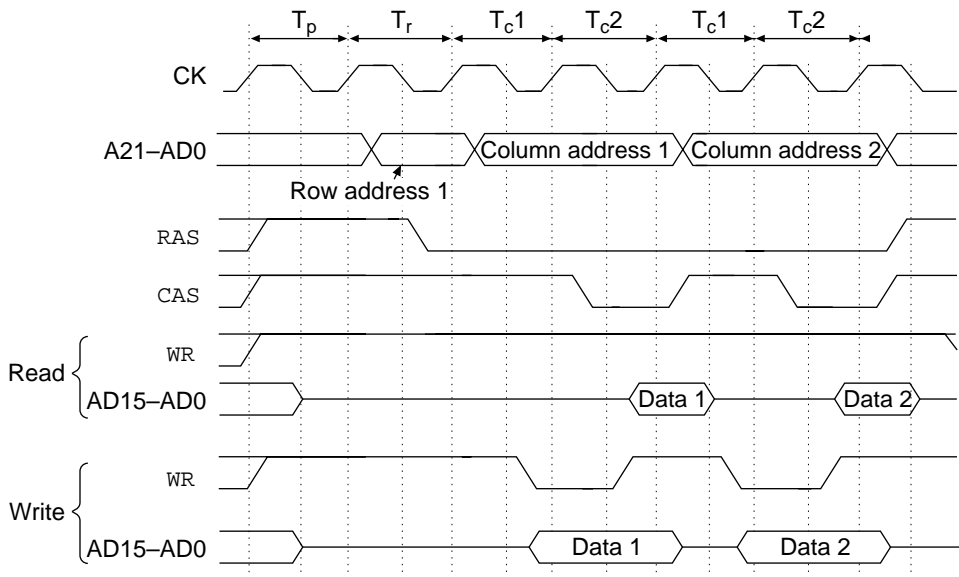 Tp Tr Tc1 Tc2 Tc1 Tc2
CK
A21–AD0 Column address 1 Column address 2
Row address 1
RAS
CAS
WR
Read
AD15–AD0 Data 1 Data 2
WR
Write
AD15–AD0 Data 1 Data 2